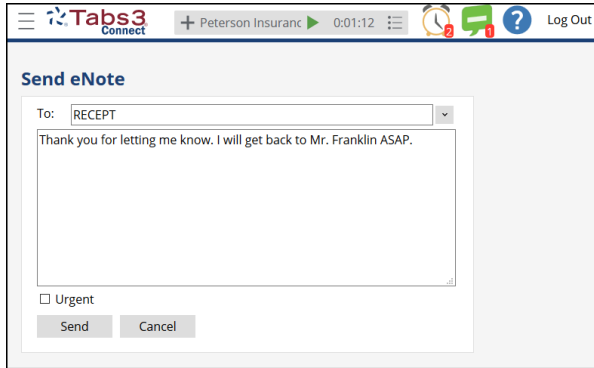 Tabs3
Connect
Peterson Insuranc 0:01:12
2
1
?
Log Out
Send eNote
To: RECEPT
Thank you for letting me know. I will get back to Mr. Franklin ASAP.
Urgent
Send Cancel